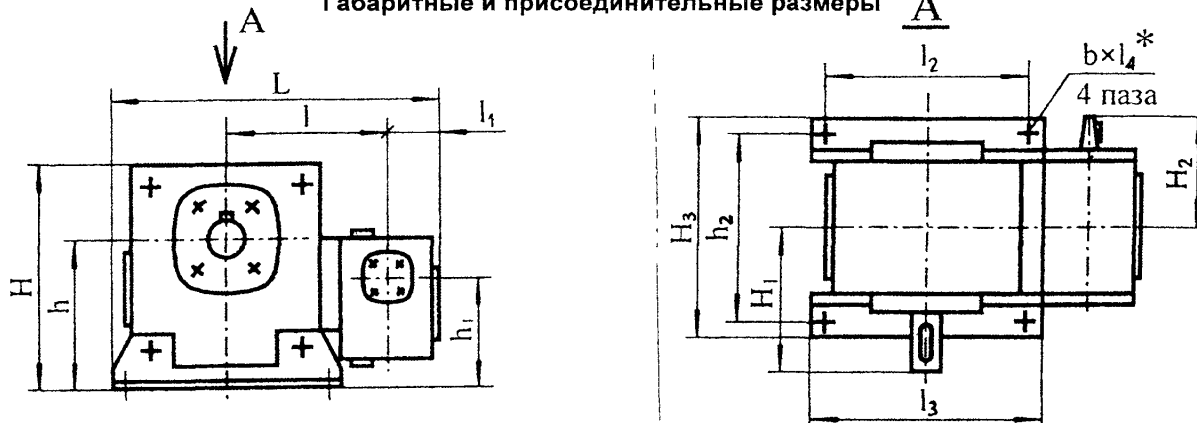 Габаритные и присоединительные размеры
A
A
L
l
l₁
H
h
h₁
l₂
b×l₄*
4 паза
H₃
h₂
H₁
H₂
l₃